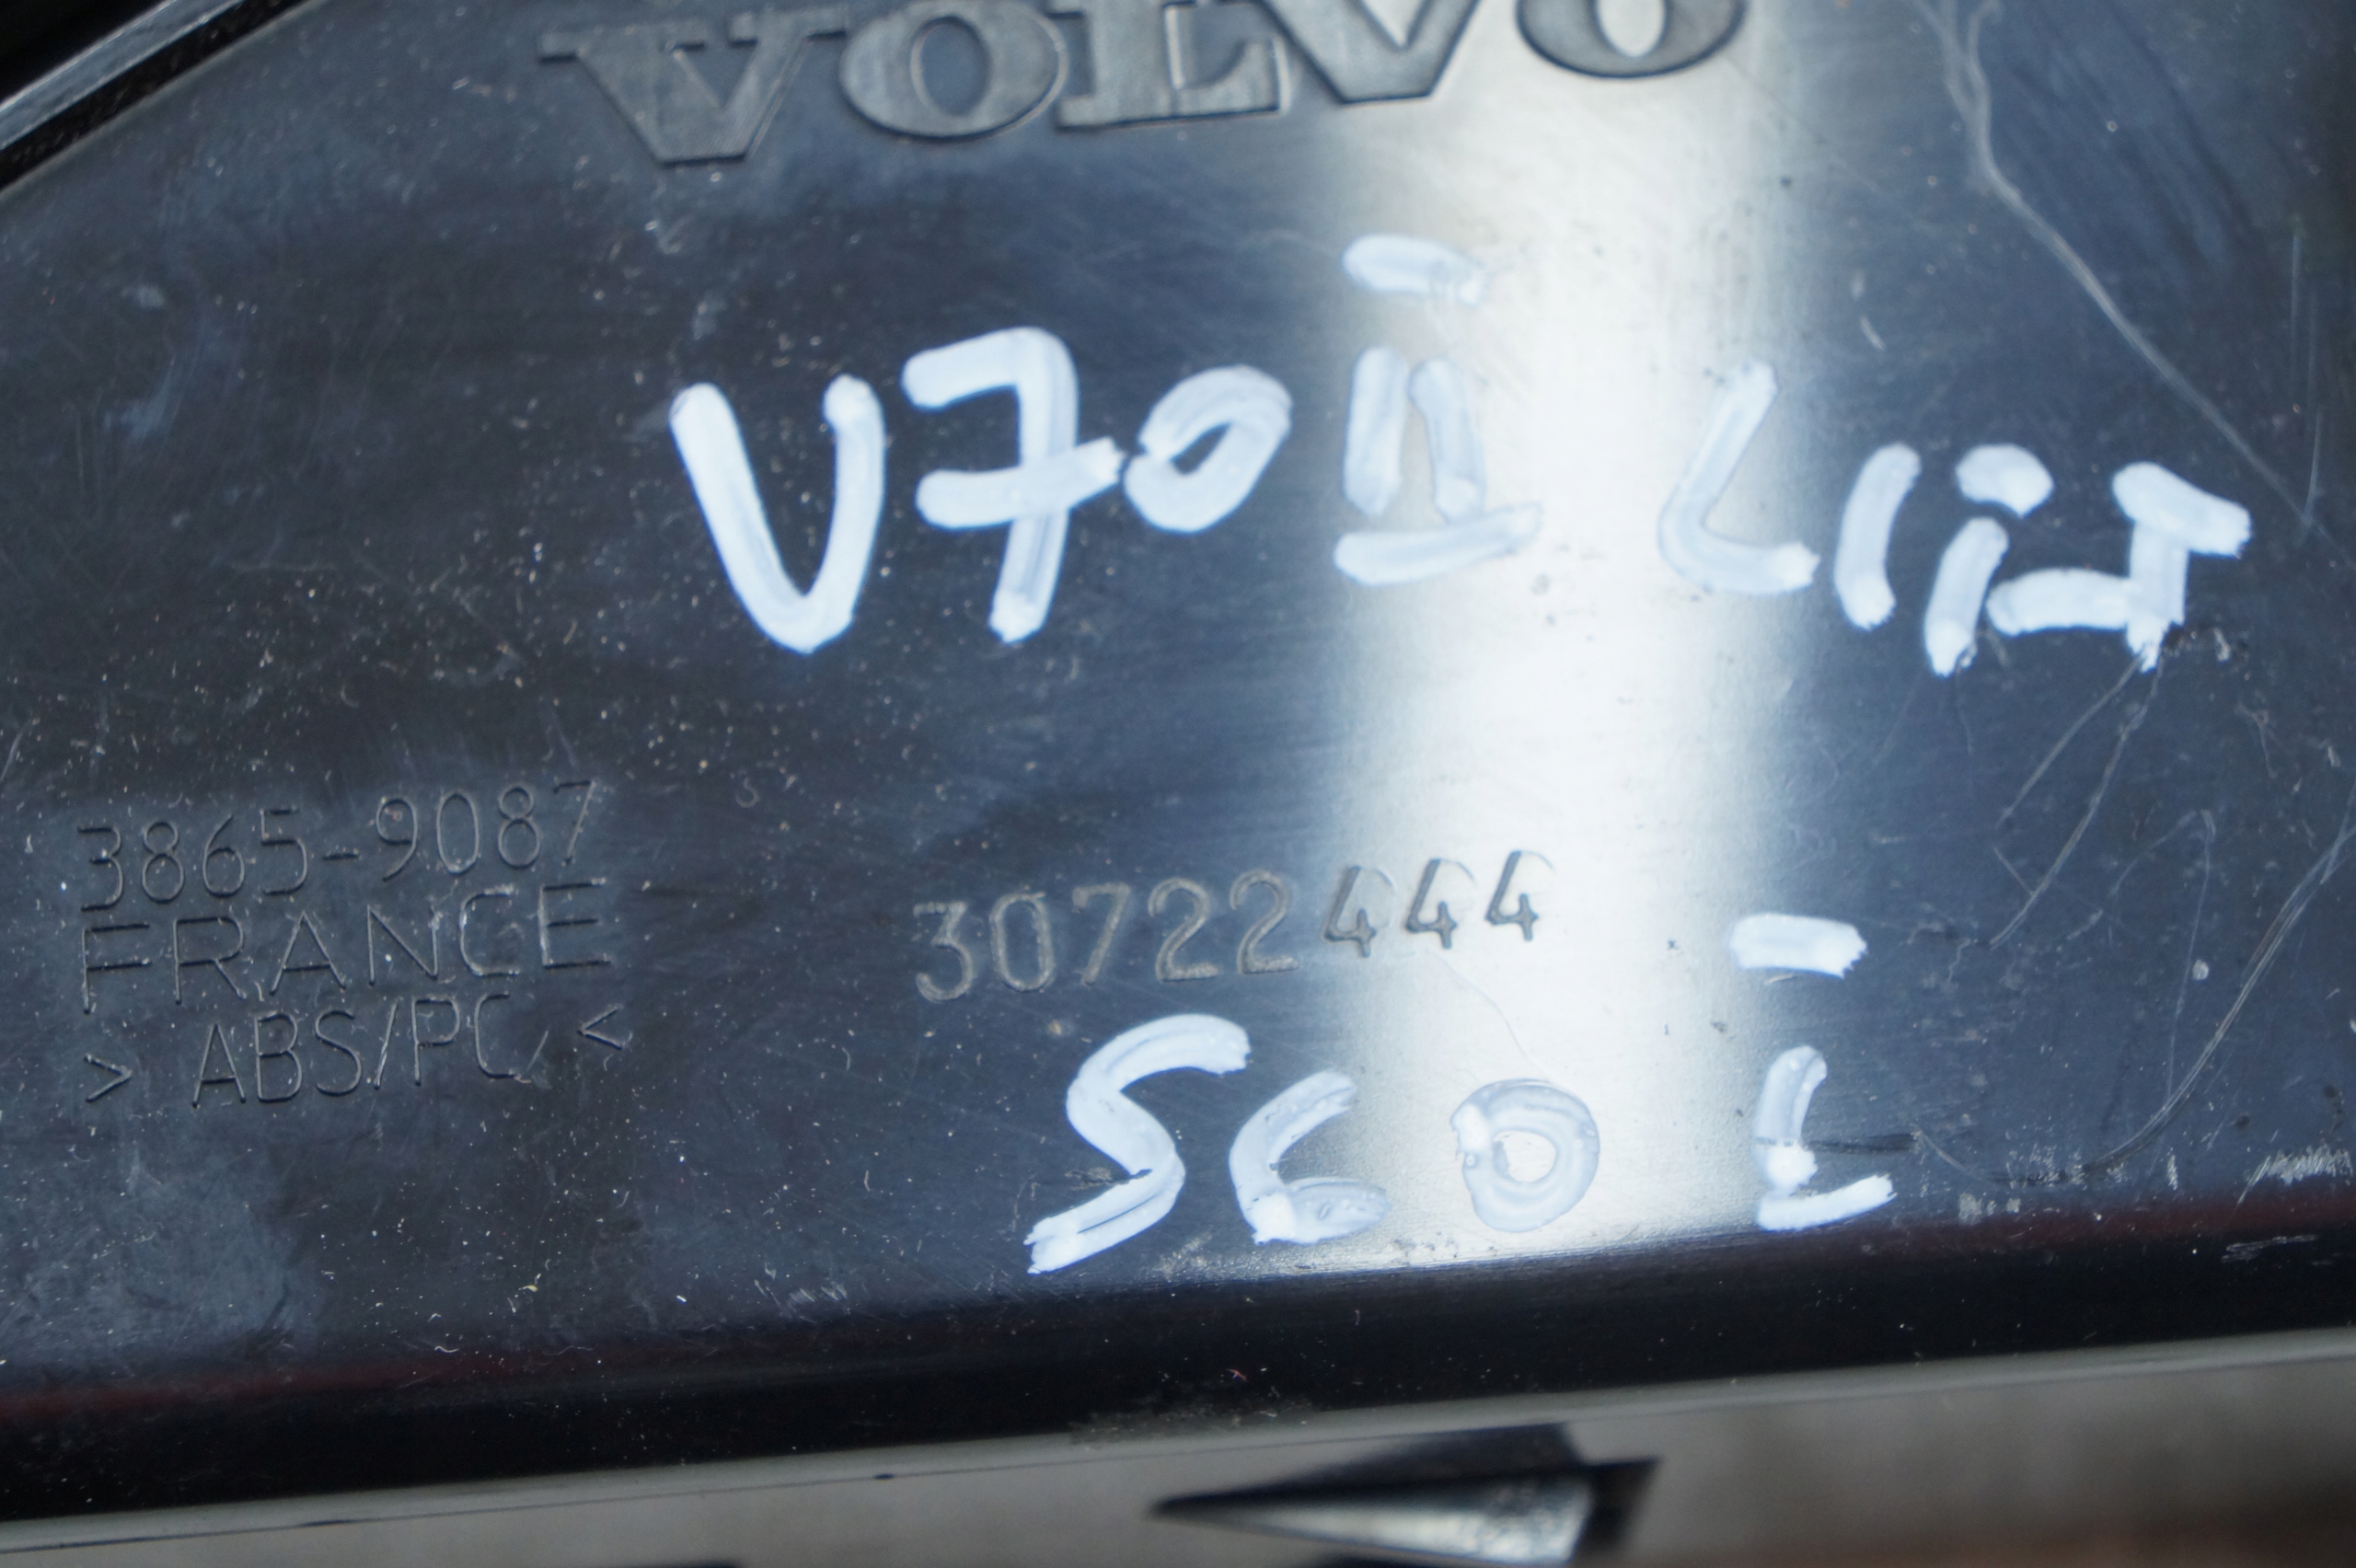 VOLVO
V70 II Lift
3865-9087
FRANCE
> ABS/PC <
30722444
S60 I